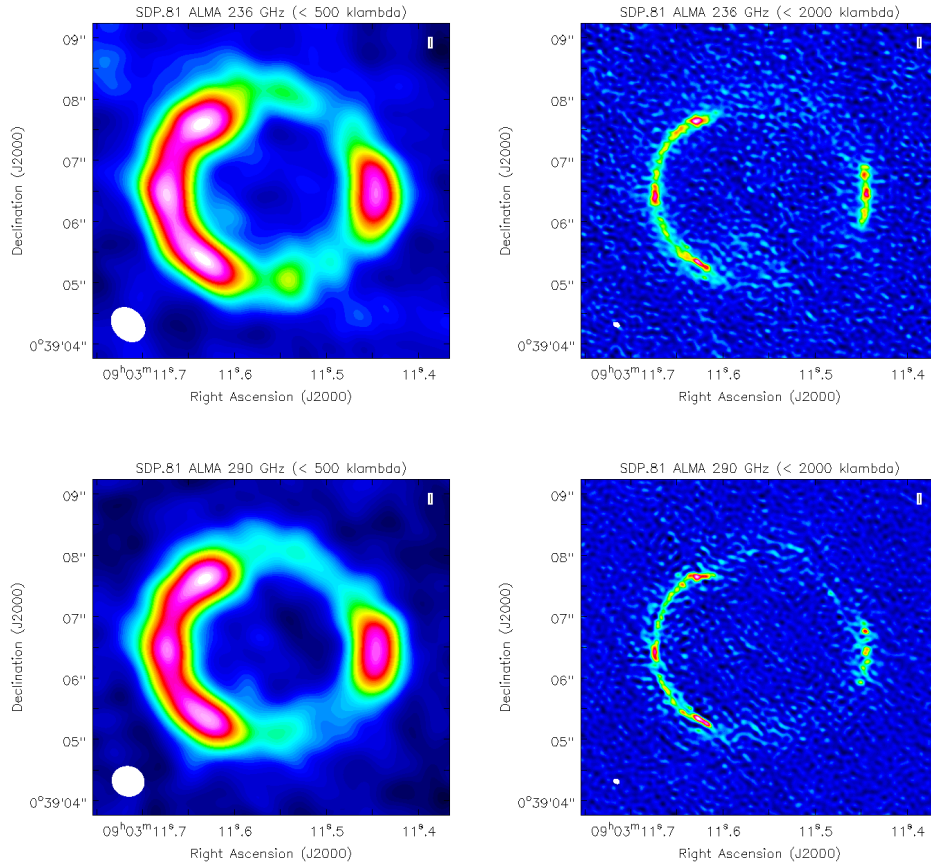 SDP.81 ALMA 236 GHz (< 500 klambda)
I
09"
08"
07"
06"
05"
0°39'04"
Declination (J2000)
09ʰ03ᵐ11ˢ.7
11ˢ.6
11ˢ.5
11ˢ.4
Right Ascension (J2000)
SDP.81 ALMA 236 GHz (< 2000 klambda)
I
09"
08"
07"
06"
05"
0°39'04"
Declination (J2000)
09ʰ03ᵐ11ˢ.7
11ˢ.6
11ˢ.5
11ˢ.4
Right Ascension (J2000)
SDP.81 ALMA 290 GHz (< 500 klambda)
I
09"
08"
07"
06"
05"
0°39'04"
Declination (J2000)
09ʰ03ᵐ11ˢ.7
11ˢ.6
11ˢ.5
11ˢ.4
Right Ascension (J2000)
SDP.81 ALMA 290 GHz (< 2000 klambda)
I
09"
08"
07"
06"
05"
0°39'04"
Declination (J2000)
09ʰ03ᵐ11ˢ.7
11ˢ.6
11ˢ.5
11ˢ.4
Right Ascension (J2000)